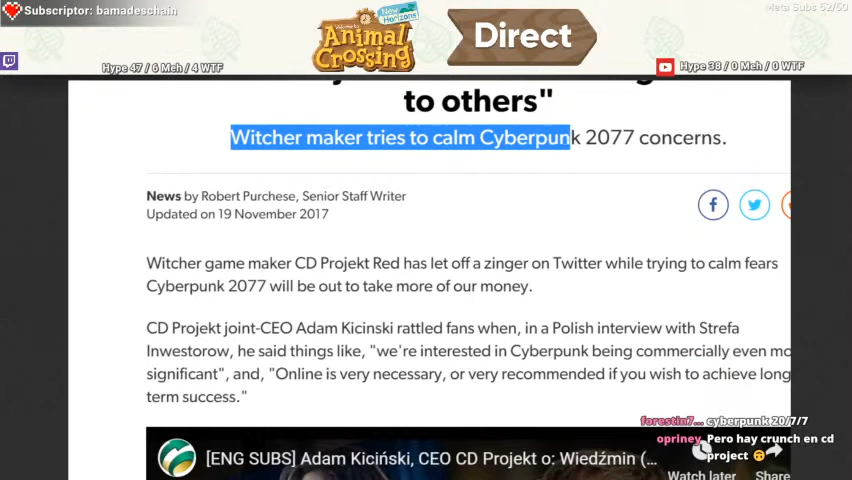 Subscriptor: bamadeschain
Meta Subs 52/50
Welcome to
Animal
Crossing
New
Horizons
Direct
Hype 47 / 6 Meh / 4 WTF
Hype 38 / 0 Meh / 0 WTF
to others"
Witcher maker tries to calm Cyberpunk 2077 concerns.
News by Robert Purchese, Senior Staff Writer
Updated on 19 November 2017
Witcher game maker CD Projekt Red has let off a zinger on Twitter while trying to calm fears
Cyberpunk 2077 will be out to take more of our money.
CD Projekt joint-CEO Adam Kicinski rattled fans when, in a Polish interview with Strefa
Inwestorow, he said things like, "we're interested in Cyberpunk being commercially even mo
significant", and, "Online is very necessary, or very recommended if you wish to achieve long
term success."
forestin7... cyberpunk 20/7/7
opriney: Pero hay crunch en cd
project 🙃
[ENG SUBS] Adam Kiciński, CEO CD Projekt o: Wiedźmin (...
Watch later
Share